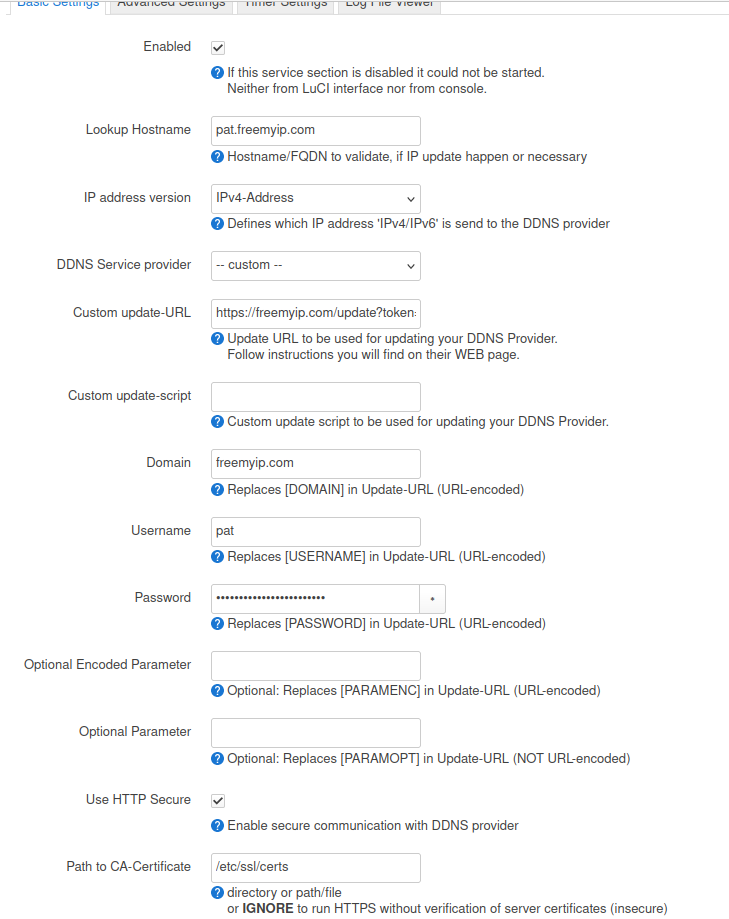 Basic Settings Advanced Settings Timer Settings Log File Viewer
Enabled
If this service section is disabled it could not be started.
Neither from LuCI interface nor from console.
Lookup Hostname pat.freemyip.com
Hostname/FQDN to validate, if IP update happen or necessary
IP address version IPv4-Address
Defines which IP address 'IPv4/IPv6' is send to the DDNS provider
DDNS Service provider -- custom --
Custom update-URL https://freemyip.com/update?token:
Update URL to be used for updating your DDNS Provider.
Follow instructions you will find on their WEB page.
Custom update-script
Custom update script to be used for updating your DDNS Provider.
Domain freemyip.com
Replaces [DOMAIN] in Update-URL (URL-encoded)
Username pat
Replaces [USERNAME] in Update-URL (URL-encoded)
Password •••••••••••••••••••••••• *
Replaces [PASSWORD] in Update-URL (URL-encoded)
Optional Encoded Parameter
Optional: Replaces [PARAMENC] in Update-URL (URL-encoded)
Optional Parameter
Optional: Replaces [PARAMOPT] in Update-URL (NOT URL-encoded)
Use HTTP Secure
Enable secure communication with DDNS provider
Path to CA-Certificate /etc/ssl/certs
directory or path/file
or IGNORE to run HTTPS without verification of server certificates (insecure)